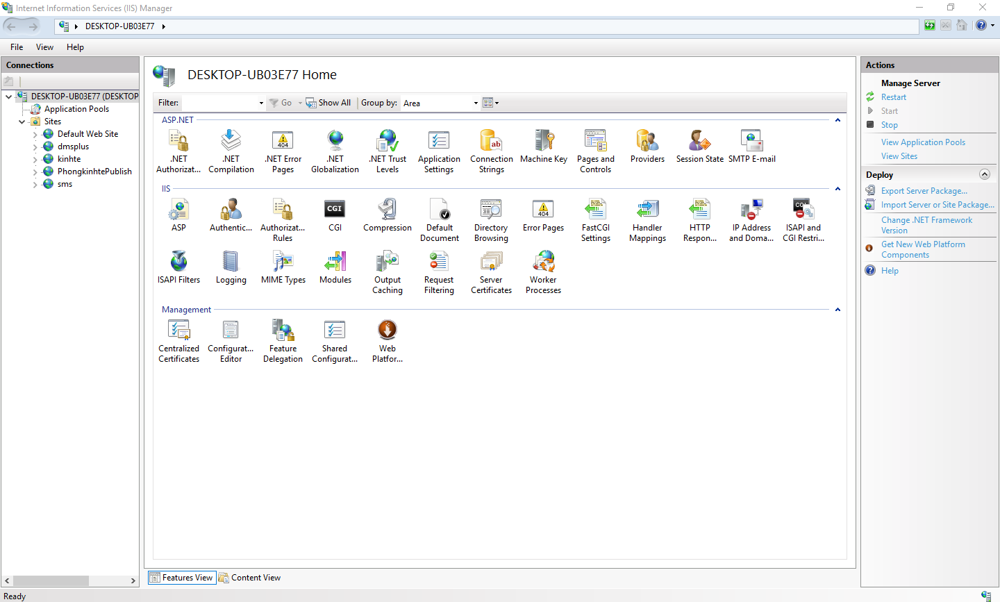 Internet Information Services (IIS) Manager
DESKTOP-UB03E77
File View Help
Connections
DESKTOP-UB03E77 (DESKTOP
Application Pools
Sites
Default Web Site
dmsplus
kinhte
PhongkinhtePublish
sms
DESKTOP-UB03E77 Home
Filter: Go Show All Group by: Area
ASP.NET
.NET Authorizat...
.NET Compilation
.NET Error Pages
.NET Globalization
.NET Trust Levels
Application Settings
Connection Strings
Machine Key
Pages and Controls
Providers
Session State
SMTP E-mail
IIS
ASP
Authentic...
Authorizat... Rules
CGI
Compression
Default Document
Directory Browsing
Error Pages
FastCGI Settings
Handler Mappings
HTTP Respon...
IP Address and Doma...
ISAPI and CGI Restri...
ISAPI Filters
Logging
MIME Types
Modules
Output Caching
Request Filtering
Server Certificates
Worker Processes
Management
Centralized Certificates
Configurat... Editor
Feature Delegation
Shared Configurat...
Web Platfor...
Features View Content View
Actions
Manage Server
Restart
Start
Stop
View Application Pools
View Sites
Deploy
Export Server Package...
Import Server or Site Package...
Change .NET Framework
Version
Get New Web Platform
Components
Help
Ready